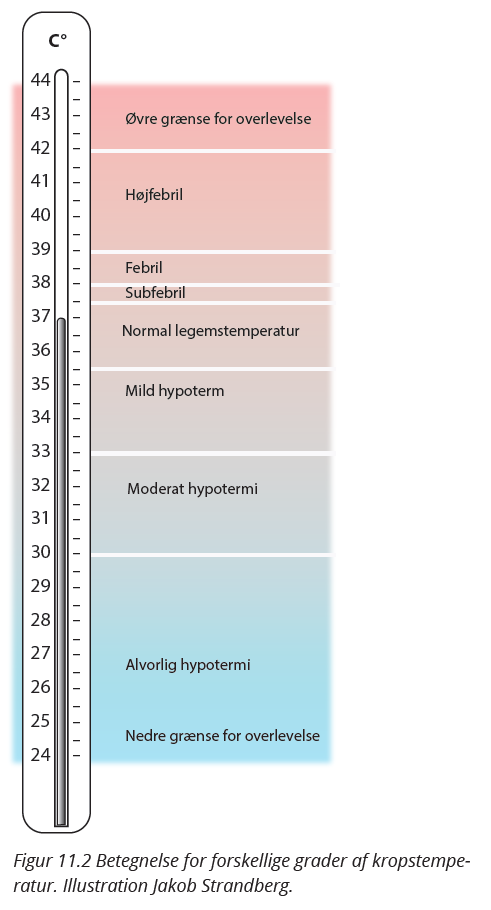 C°
44
43
Øvre grænse for overlevelse
42
41
Højfebril
40
39
Febril
38
Subfebril
37
Normal legemstemperatur
36
35
Mild hypoterm
34
33
32
Moderat hypotermi
31
30
29
28
27
Alvorlig hypotermi
26
25
Nedre grænse for overlevelse
24
Figur 11.2 Betegnelse for forskellige grader af kropstempe-
ratur. Illustration Jakob Strandberg.